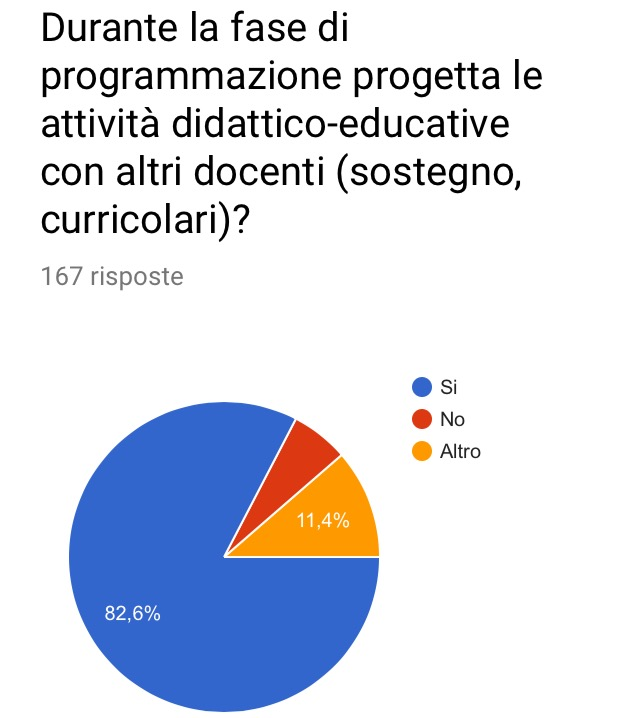 Durante la fase di
programmazione progetta le
attività didattico-educative
con altri docenti (sostegno,
curricolari)?
167 risposte
Si
No
Altro
11,4%
82,6%